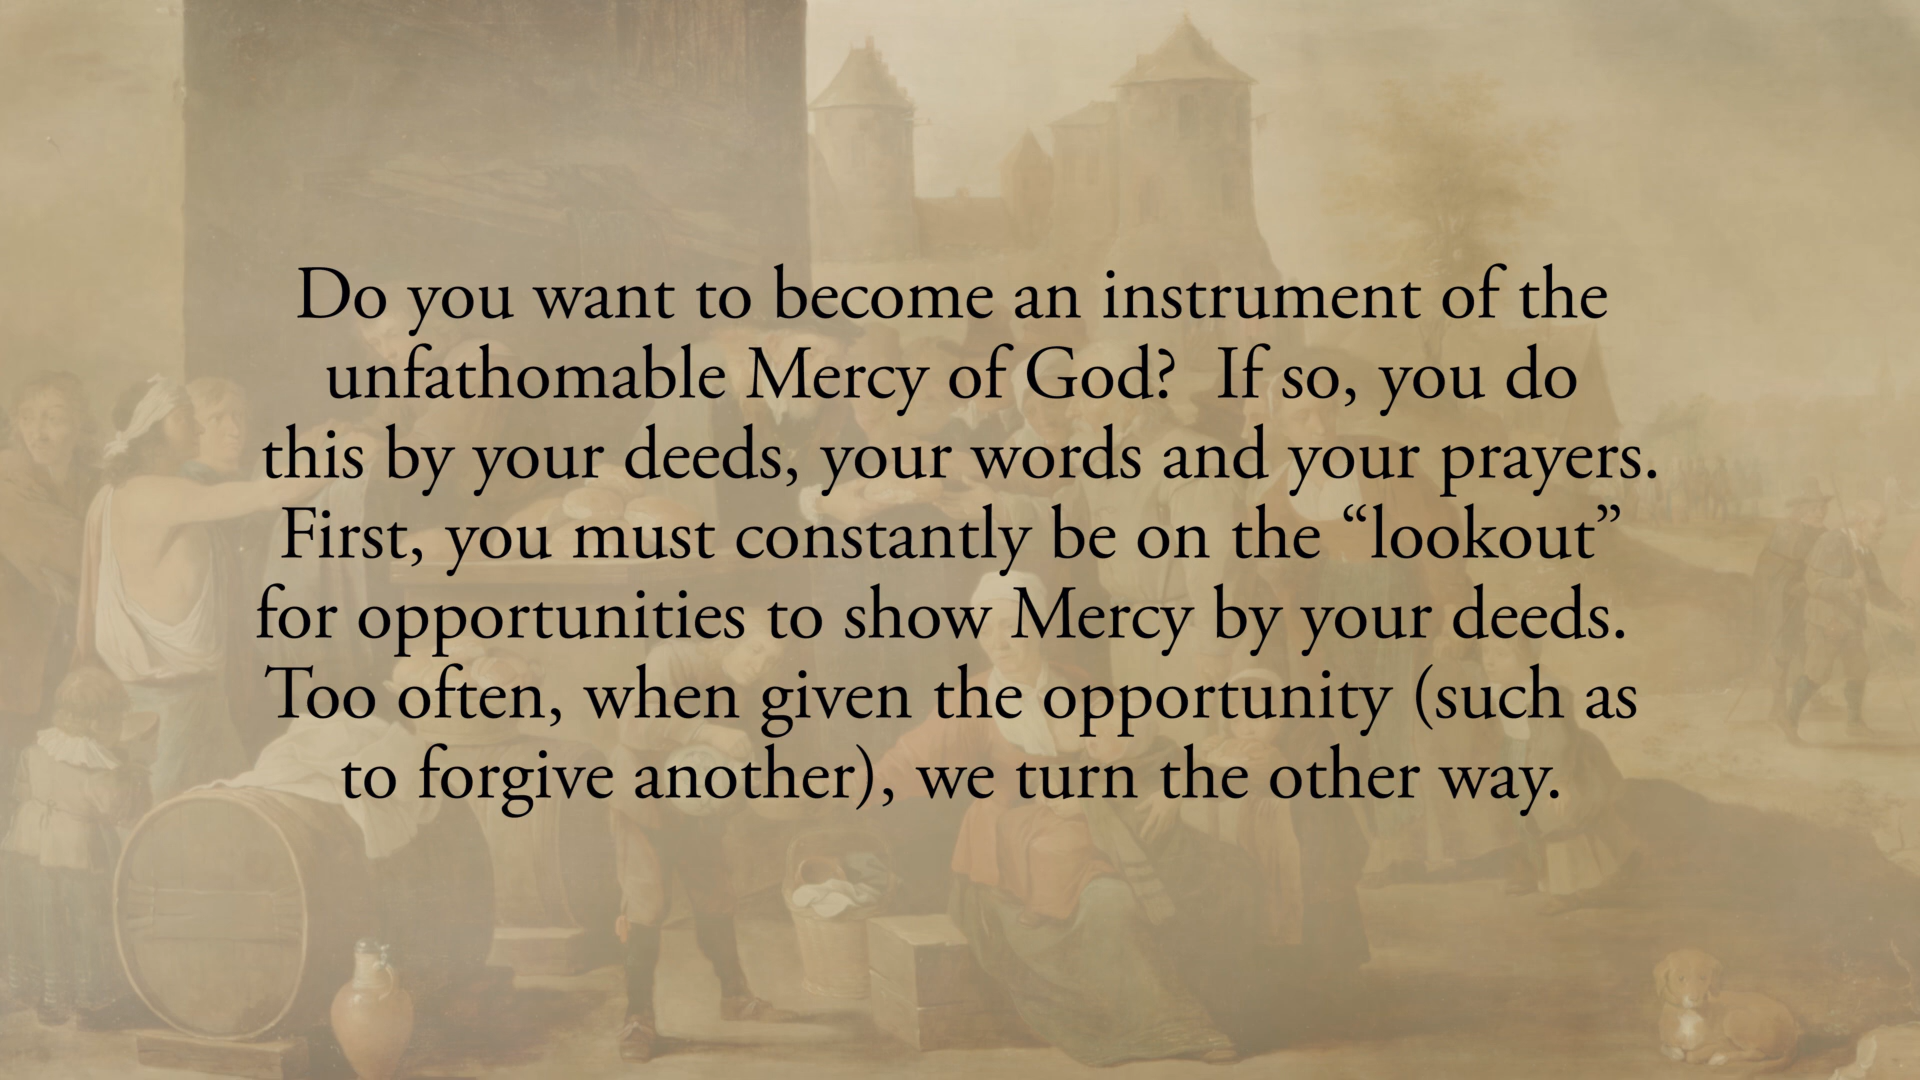 Do you want to become an instrument of the
unfathomable Mercy of God?  If so, you do
this by your deeds, your words and your prayers.
First, you must constantly be on the “lookout”
for opportunities to show Mercy by your deeds.
Too often, when given the opportunity (such as
to forgive another), we turn the other way.